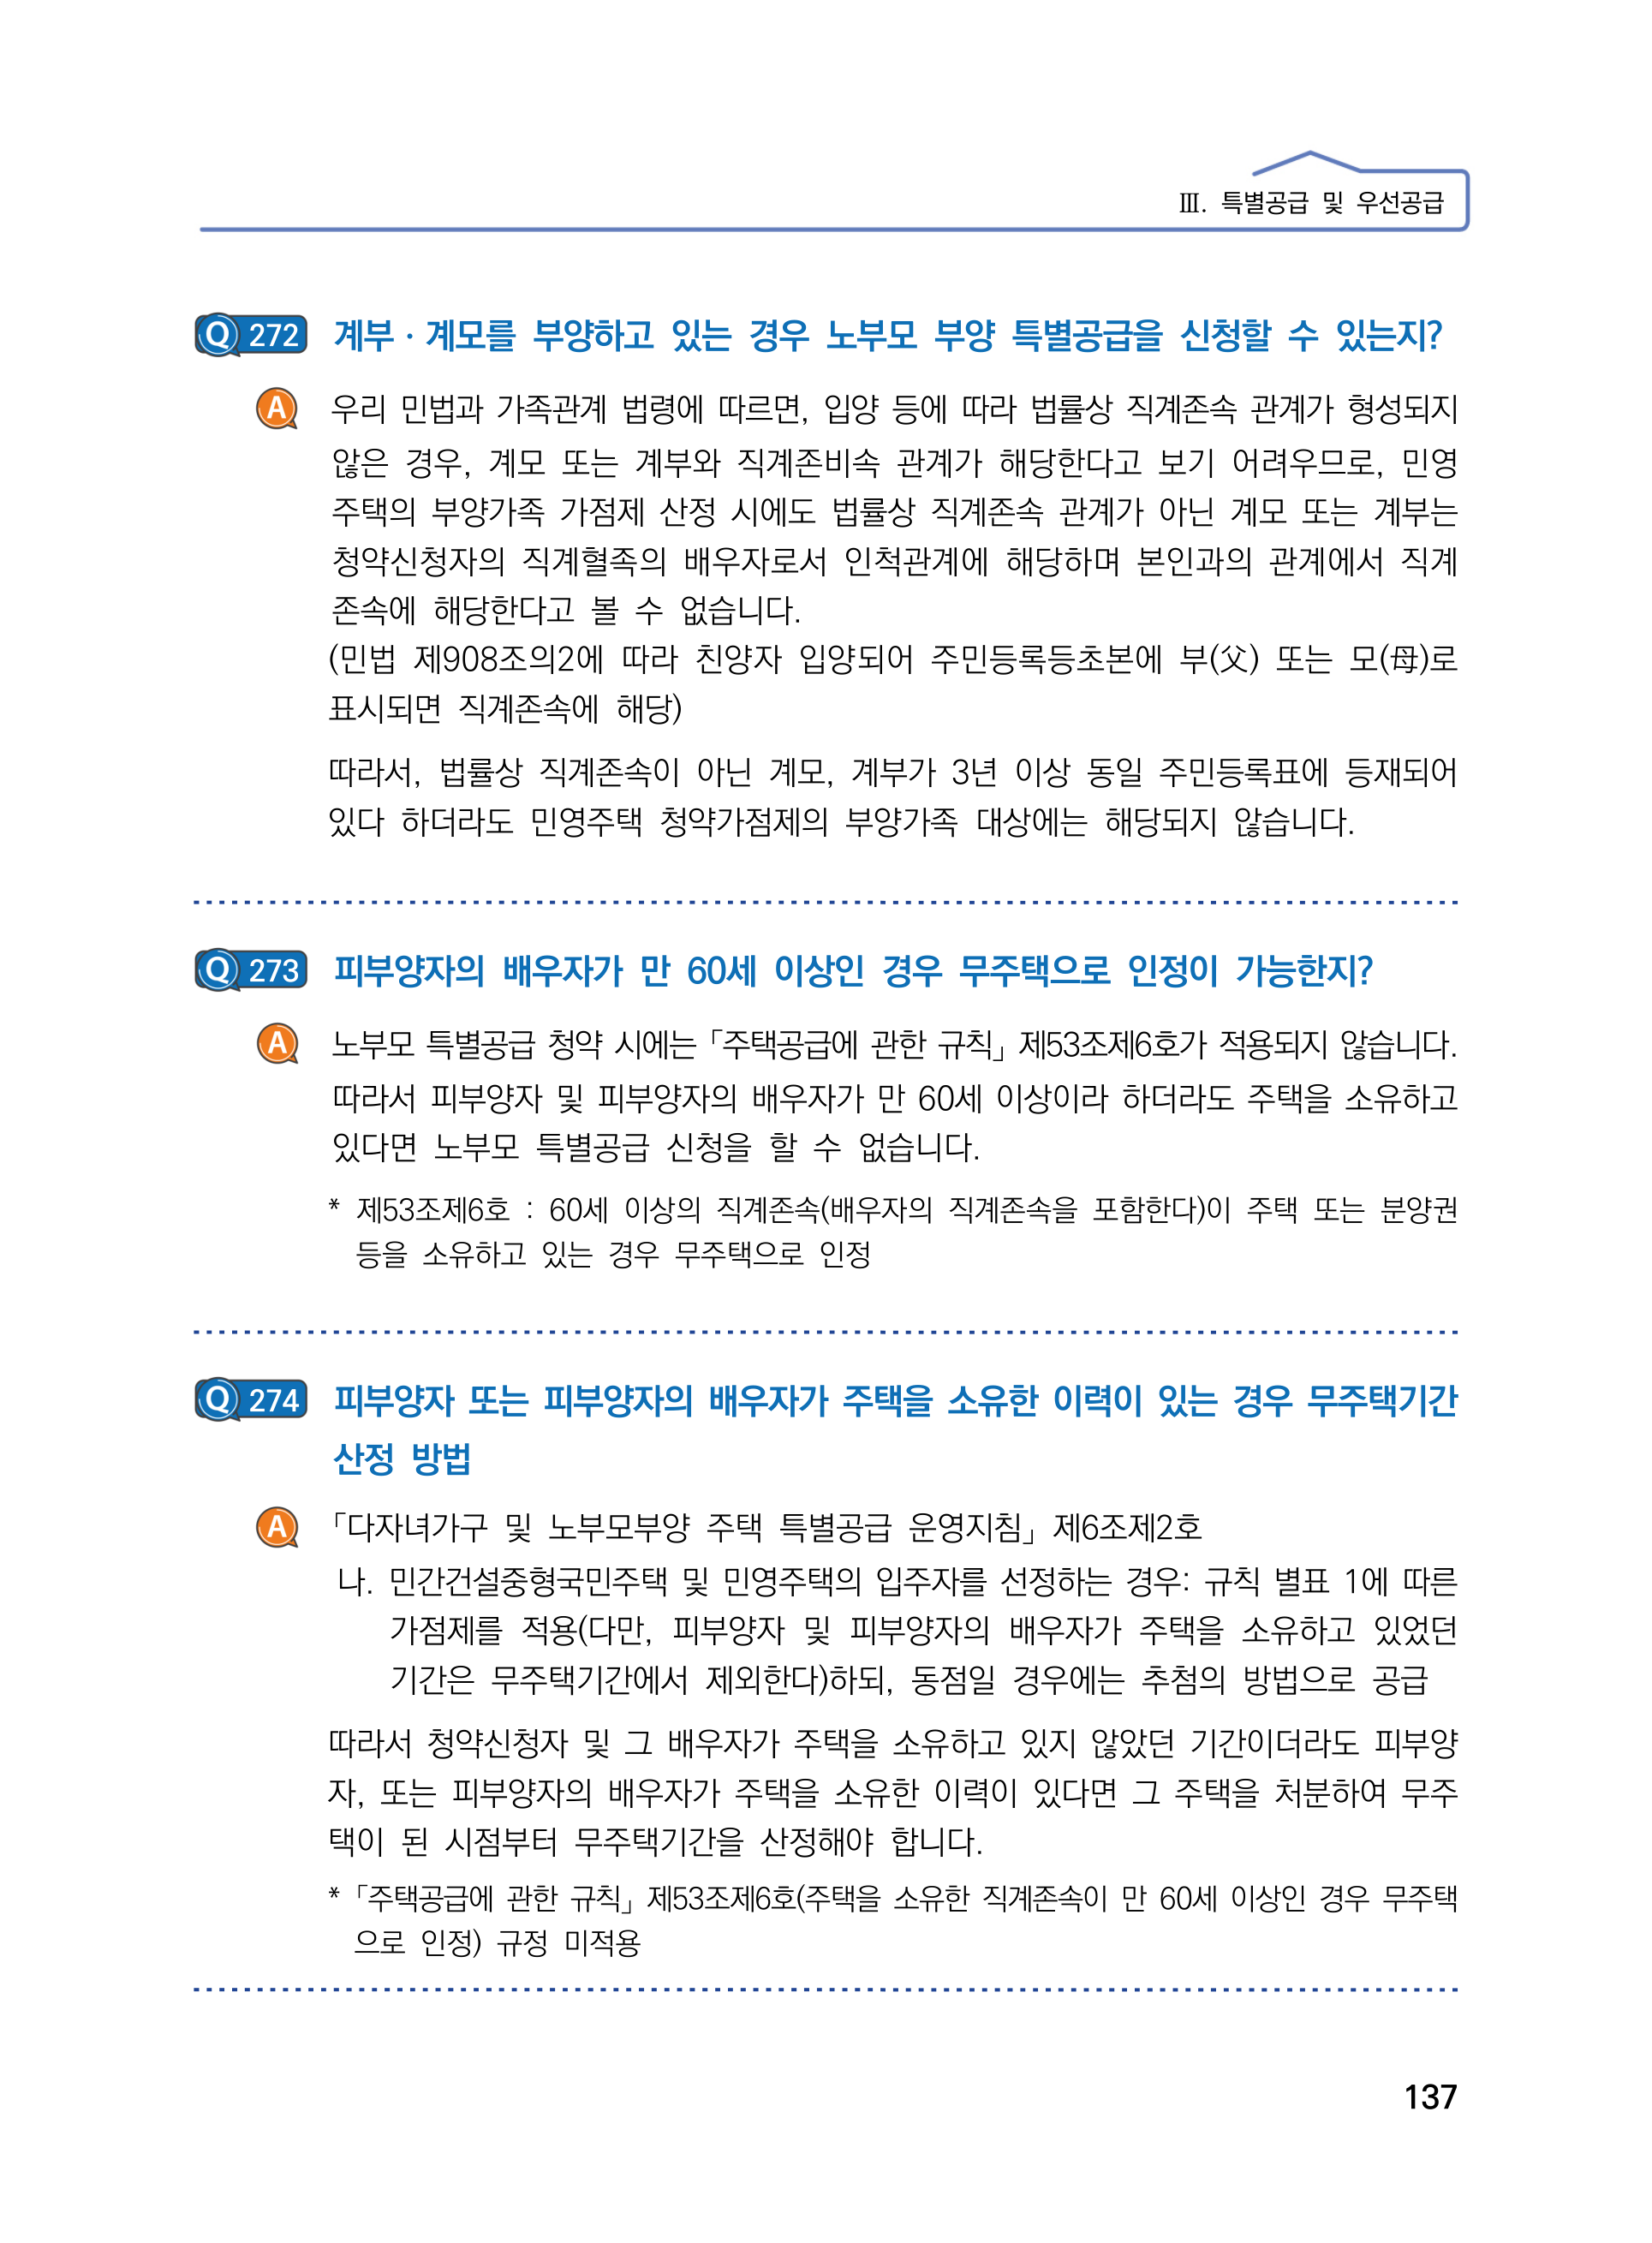 Ⅲ. 특별공급 및 우선공급
Q 272 계부 · 계모를 부양하고 있는 경우 노부모 부양 특별공급을 신청할 수 있는지?
A 우리 민법과 가족관계 법령에 따르면, 입양 등에 따라 법률상 직계존속 관계가 형성되지
않은 경우, 계모 또는 계부와 직계존비속 관계가 해당한다고 보기 어려우므로, 민영
주택의 부양가족 가점제 산정 시에도 법률상 직계존속 관계가 아닌 계모 또는 계부는
청약신청자의 직계혈족의 배우자로서 인척관계에 해당하며 본인과의 관계에서 직계
존속에 해당한다고 볼 수 없습니다.
(민법 제908조의2에 따라 친양자 입양되어 주민등록등초본에 부(父) 또는 모(母)로
표시되면 직계존속에 해당)
따라서, 법률상 직계존속이 아닌 계모, 계부가 3년 이상 동일 주민등록표에 등재되어
있다 하더라도 민영주택 청약가점제의 부양가족 대상에는 해당되지 않습니다.
Q 273 피부양자의 배우자가 만 60세 이상인 경우 무주택으로 인정이 가능한지?
A 노부모 특별공급 청약 시에는 「주택공급에 관한 규칙」 제53조제6호가 적용되지 않습니다.
따라서 피부양자 및 피부양자의 배우자가 만 60세 이상이라 하더라도 주택을 소유하고
있다면 노부모 특별공급 신청을 할 수 없습니다.
* 제53조제6호 : 60세 이상의 직계존속(배우자의 직계존속을 포함한다)이 주택 또는 분양권
등을 소유하고 있는 경우 무주택으로 인정
Q 274 피부양자 또는 피부양자의 배우자가 주택을 소유한 이력이 있는 경우 무주택기간
산정 방법
A 「다자녀가구 및 노부모부양 주택 특별공급 운영지침」 제6조제2호
나. 민간건설중형국민주택 및 민영주택의 입주자를 선정하는 경우: 규칙 별표 1에 따른
가점제를 적용(다만, 피부양자 및 피부양자의 배우자가 주택을 소유하고 있었던
기간은 무주택기간에서 제외한다)하되, 동점일 경우에는 추첨의 방법으로 공급
따라서 청약신청자 및 그 배우자가 주택을 소유하고 있지 않았던 기간이더라도 피부양
자, 또는 피부양자의 배우자가 주택을 소유한 이력이 있다면 그 주택을 처분하여 무주
택이 된 시점부터 무주택기간을 산정해야 합니다.
* 「주택공급에 관한 규칙」 제53조제6호(주택을 소유한 직계존속이 만 60세 이상인 경우 무주택
으로 인정) 규정 미적용
137